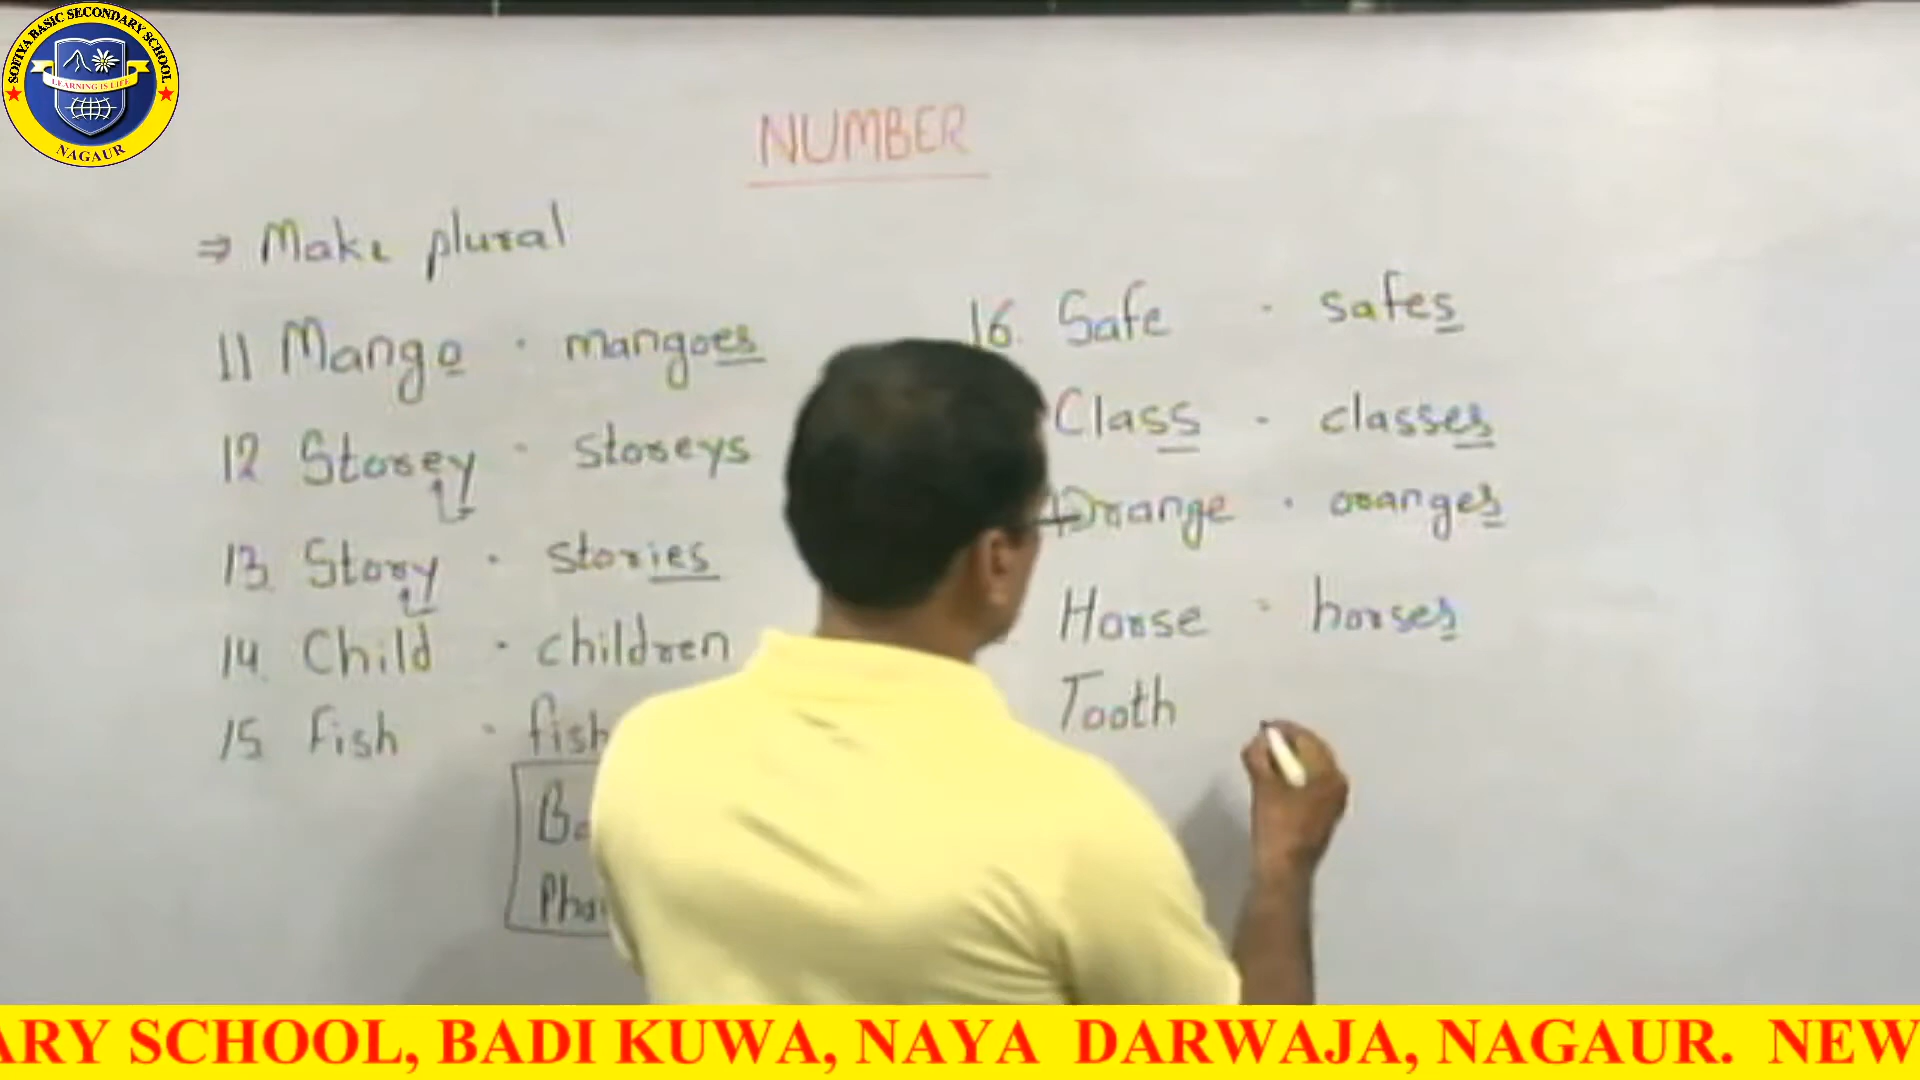 SOFIYA BASIC SECONDARY SCHOOL
LEARNING IS LIFE
NAGAUR
NUMBER
⇒ Make plural
11 Mango · mangoes
12 Storey · storeys
13. Story · stories
14. Child · children
15. Fish · fish
16. Safe · safes
Class - classes
Orange · oranges
Horse - horses
Tooth
ARY SCHOOL, BADI KUWA, NAYA DARWAJA, NAGAUR. NEW